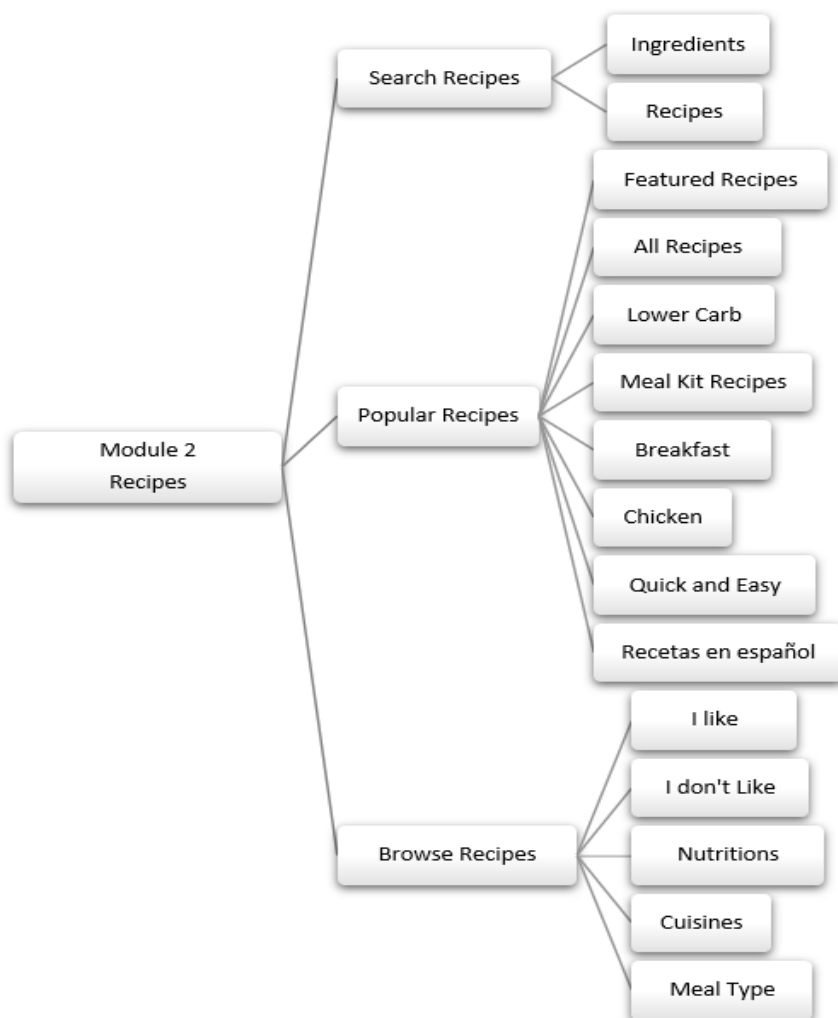 Module 2
Recipes
Search Recipes
Ingredients
Recipes
Popular Recipes
Featured Recipes
All Recipes
Lower Carb
Meal Kit Recipes
Breakfast
Chicken
Quick and Easy
Recetas en español
Browse Recipes
I like
I don't Like
Nutritions
Cuisines
Meal Type